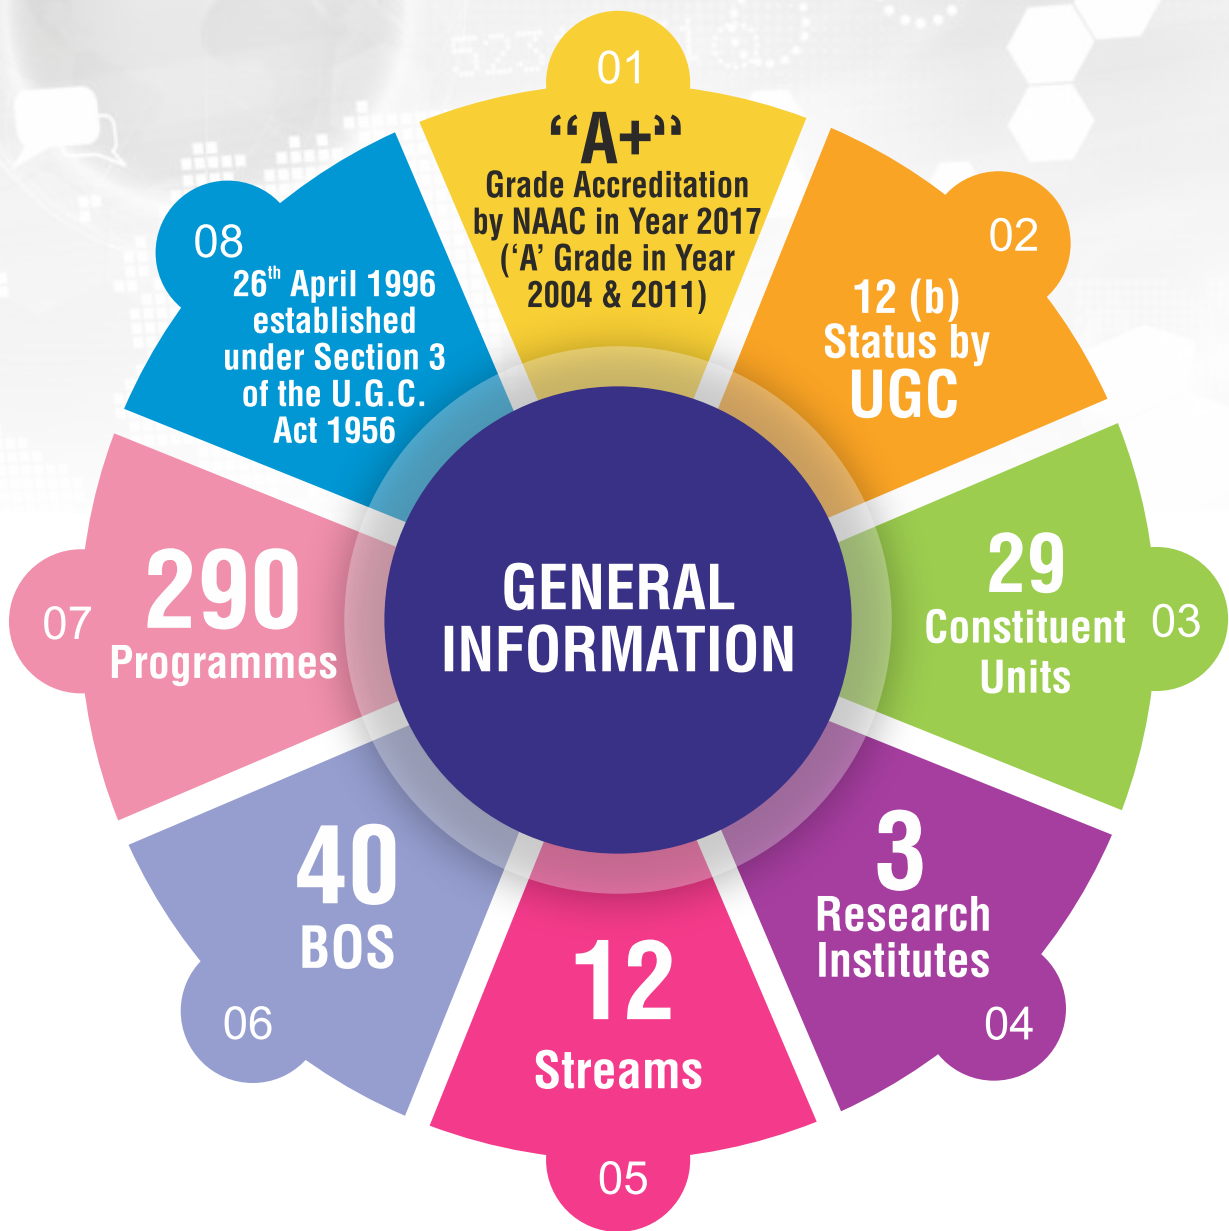 01
“A+“
Grade Accreditation
by NAAC in Year 2017
(‘A’ Grade in Year
2004 & 2011)
02
12 (b)
Status by
UGC
03
29
Constituent
Units
04
3
Research
Institutes
05
12
Streams
06
40
BOS
07
290
Programmes
08
26th April 1996
established
under Section 3
of the U.G.C.
Act 1956
GENERAL
INFORMATION